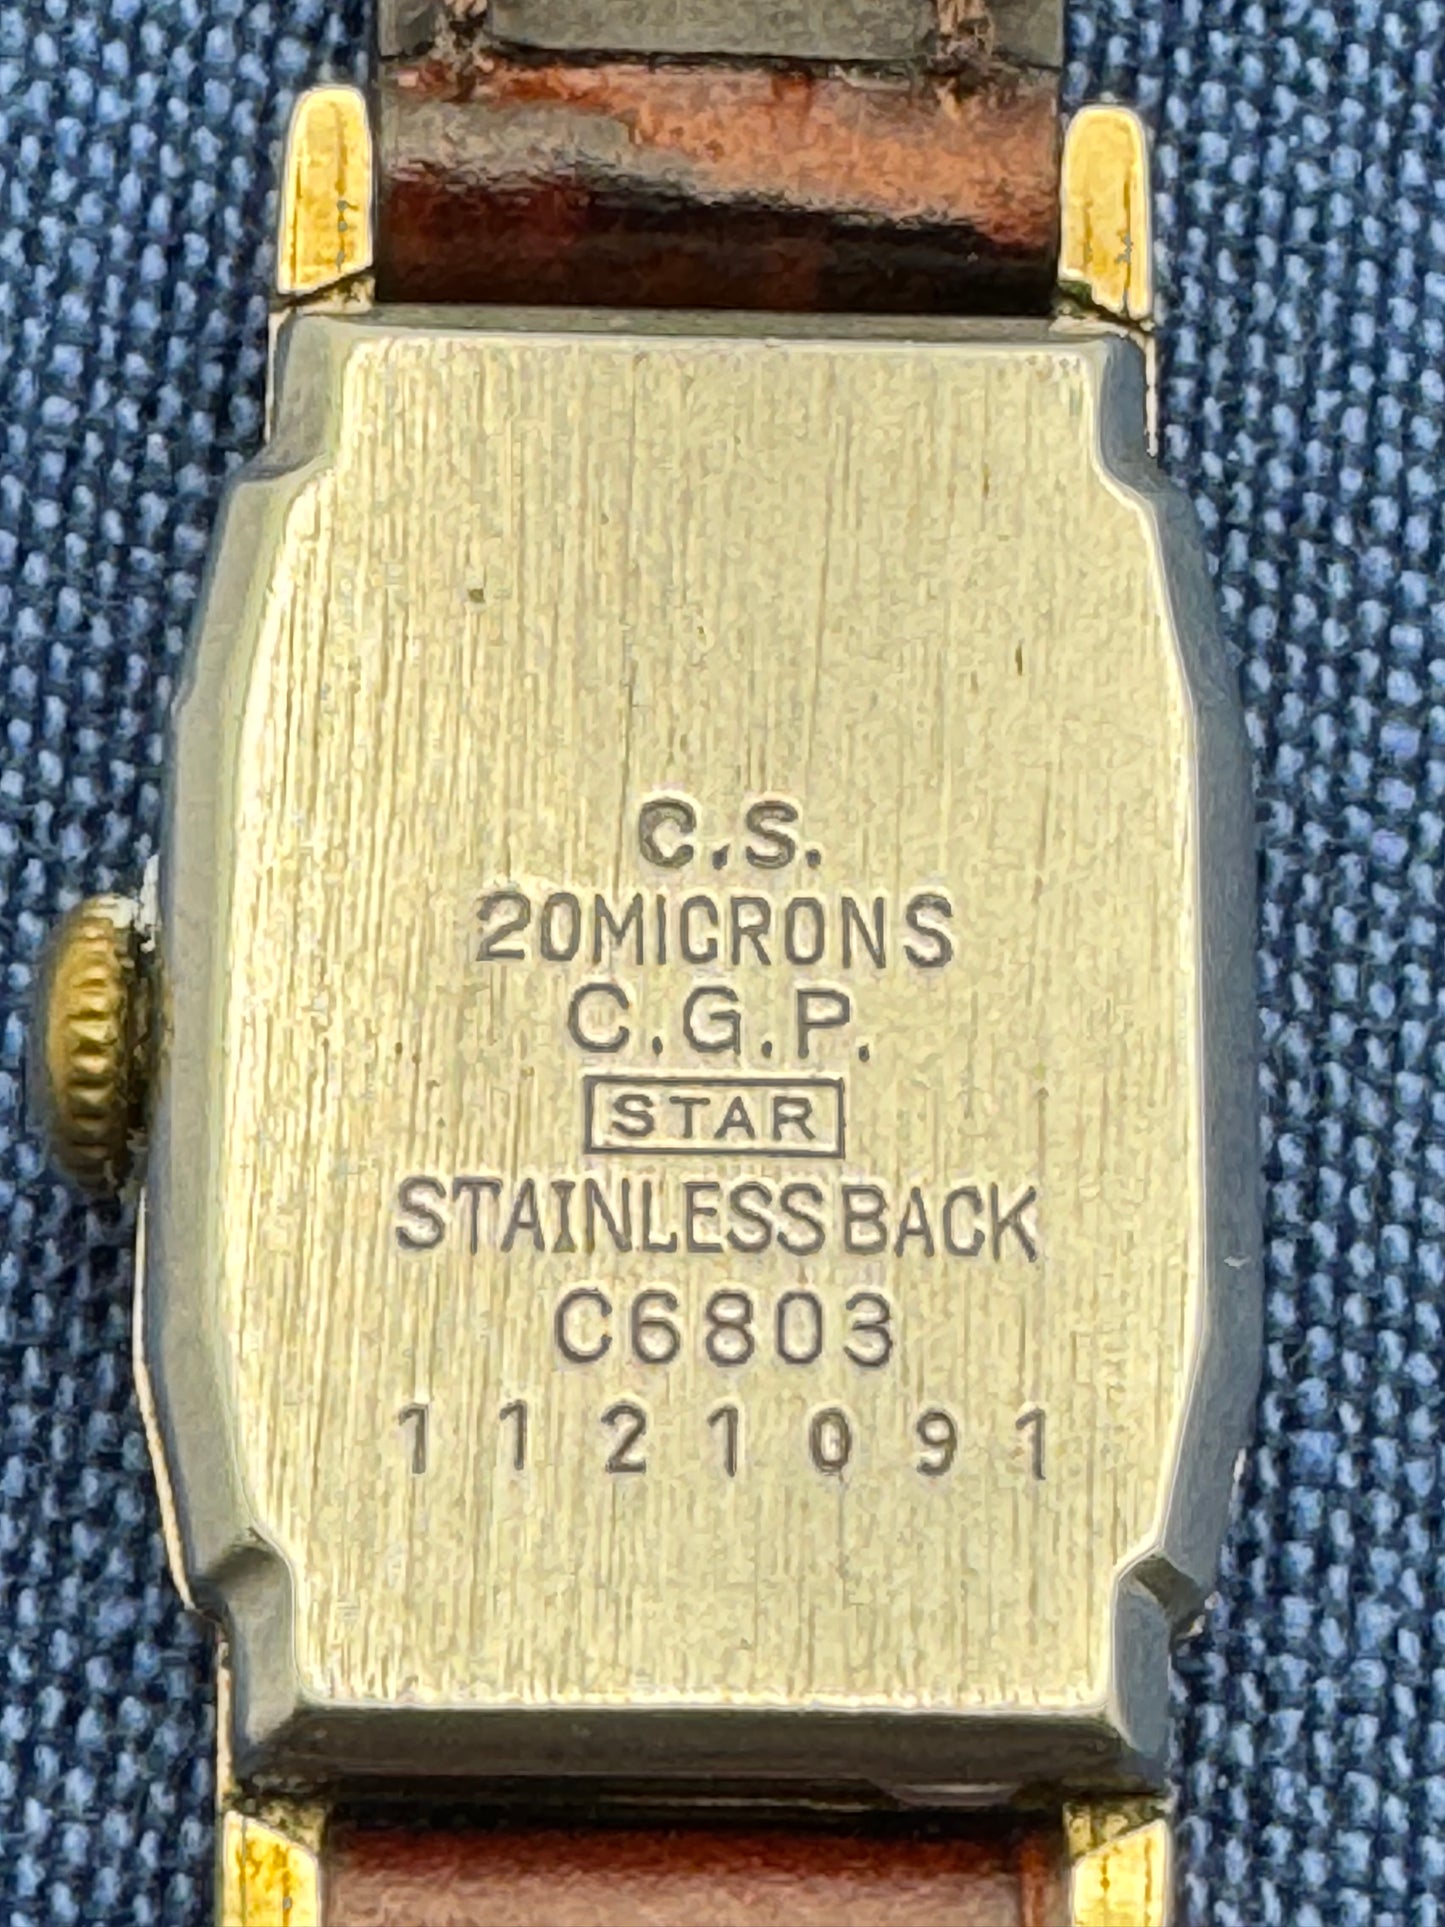 C.S.
20MICRONS
C.G.P.
STAR
STAINLESS BACK
C6803
1121091